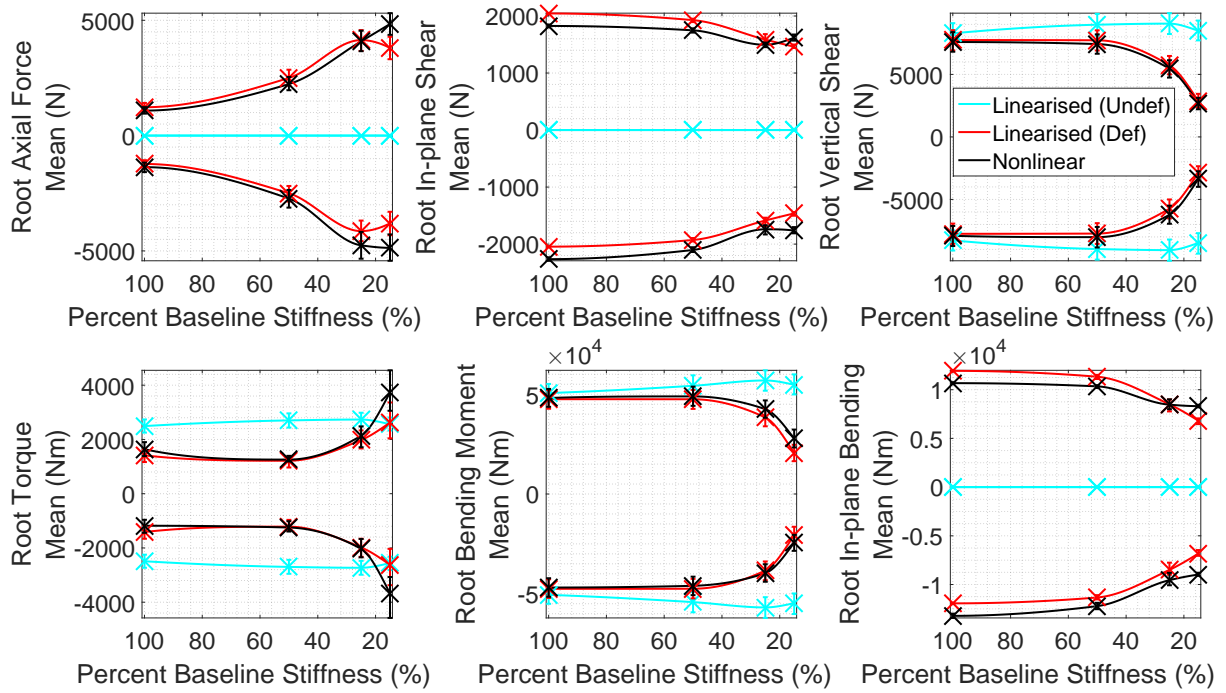 Root Axial Force
Mean (N)
5000
0
-5000
100 80 60 40 20
Percent Baseline Stiffness (%)
Root In-plane Shear
Mean (N)
2000
1000
0
-1000
-2000
100 80 60 40 20
Percent Baseline Stiffness (%)
Root Vertical Shear
Mean (N)
5000
0
-5000
Linearised (Undef)
Linearised (Def)
Nonlinear
100 80 60 40 20
Percent Baseline Stiffness (%)
Root Torque
Mean (Nm)
4000
2000
0
-2000
-4000
100 80 60 40 20
Percent Baseline Stiffness (%)
Root Bending Moment
Mean (Nm)
×10^4
5
0
-5
100 80 60 40 20
Percent Baseline Stiffness (%)
Root In-plane Bending
Mean (Nm)
×10^4
1
0.5
0
-0.5
-1
100 80 60 40 20
Percent Baseline Stiffness (%)